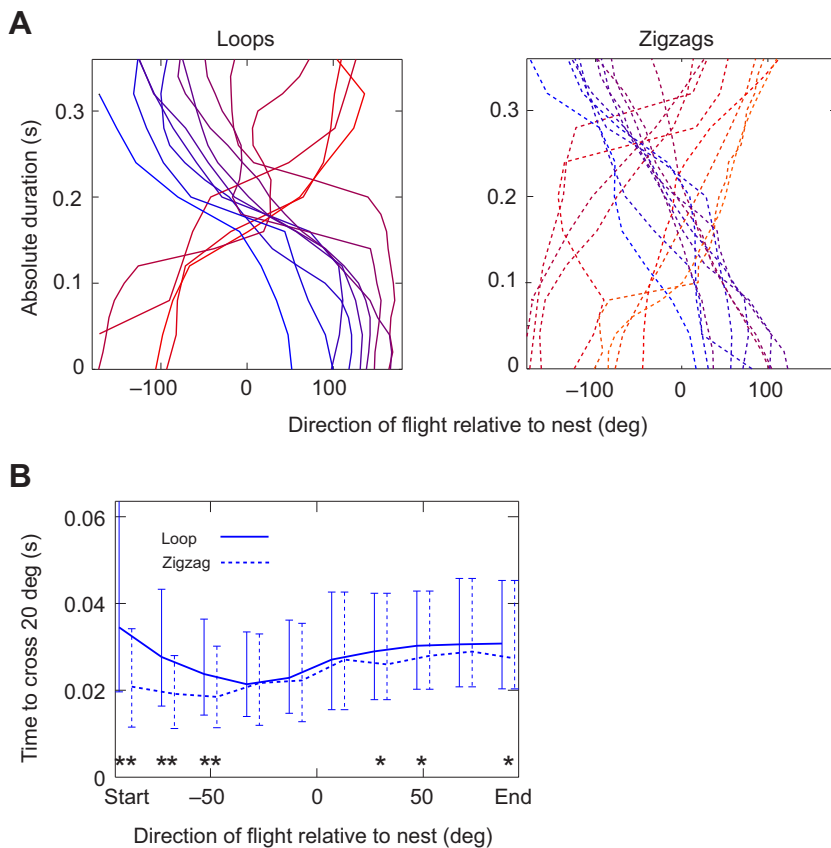 A
Loops
Zigzags
0.3
0.2
0.1
0
Absolute duration (s)
–100
0
100
0.3
0.2
0.1
0
–100
0
100
Direction of flight relative to nest (deg)
B
0.06
0.04
0.02
0
Time to cross 20 deg (s)
Loop
Zigzag
** ** ** * * *
Start –50 0 50 End
Direction of flight relative to nest (deg)